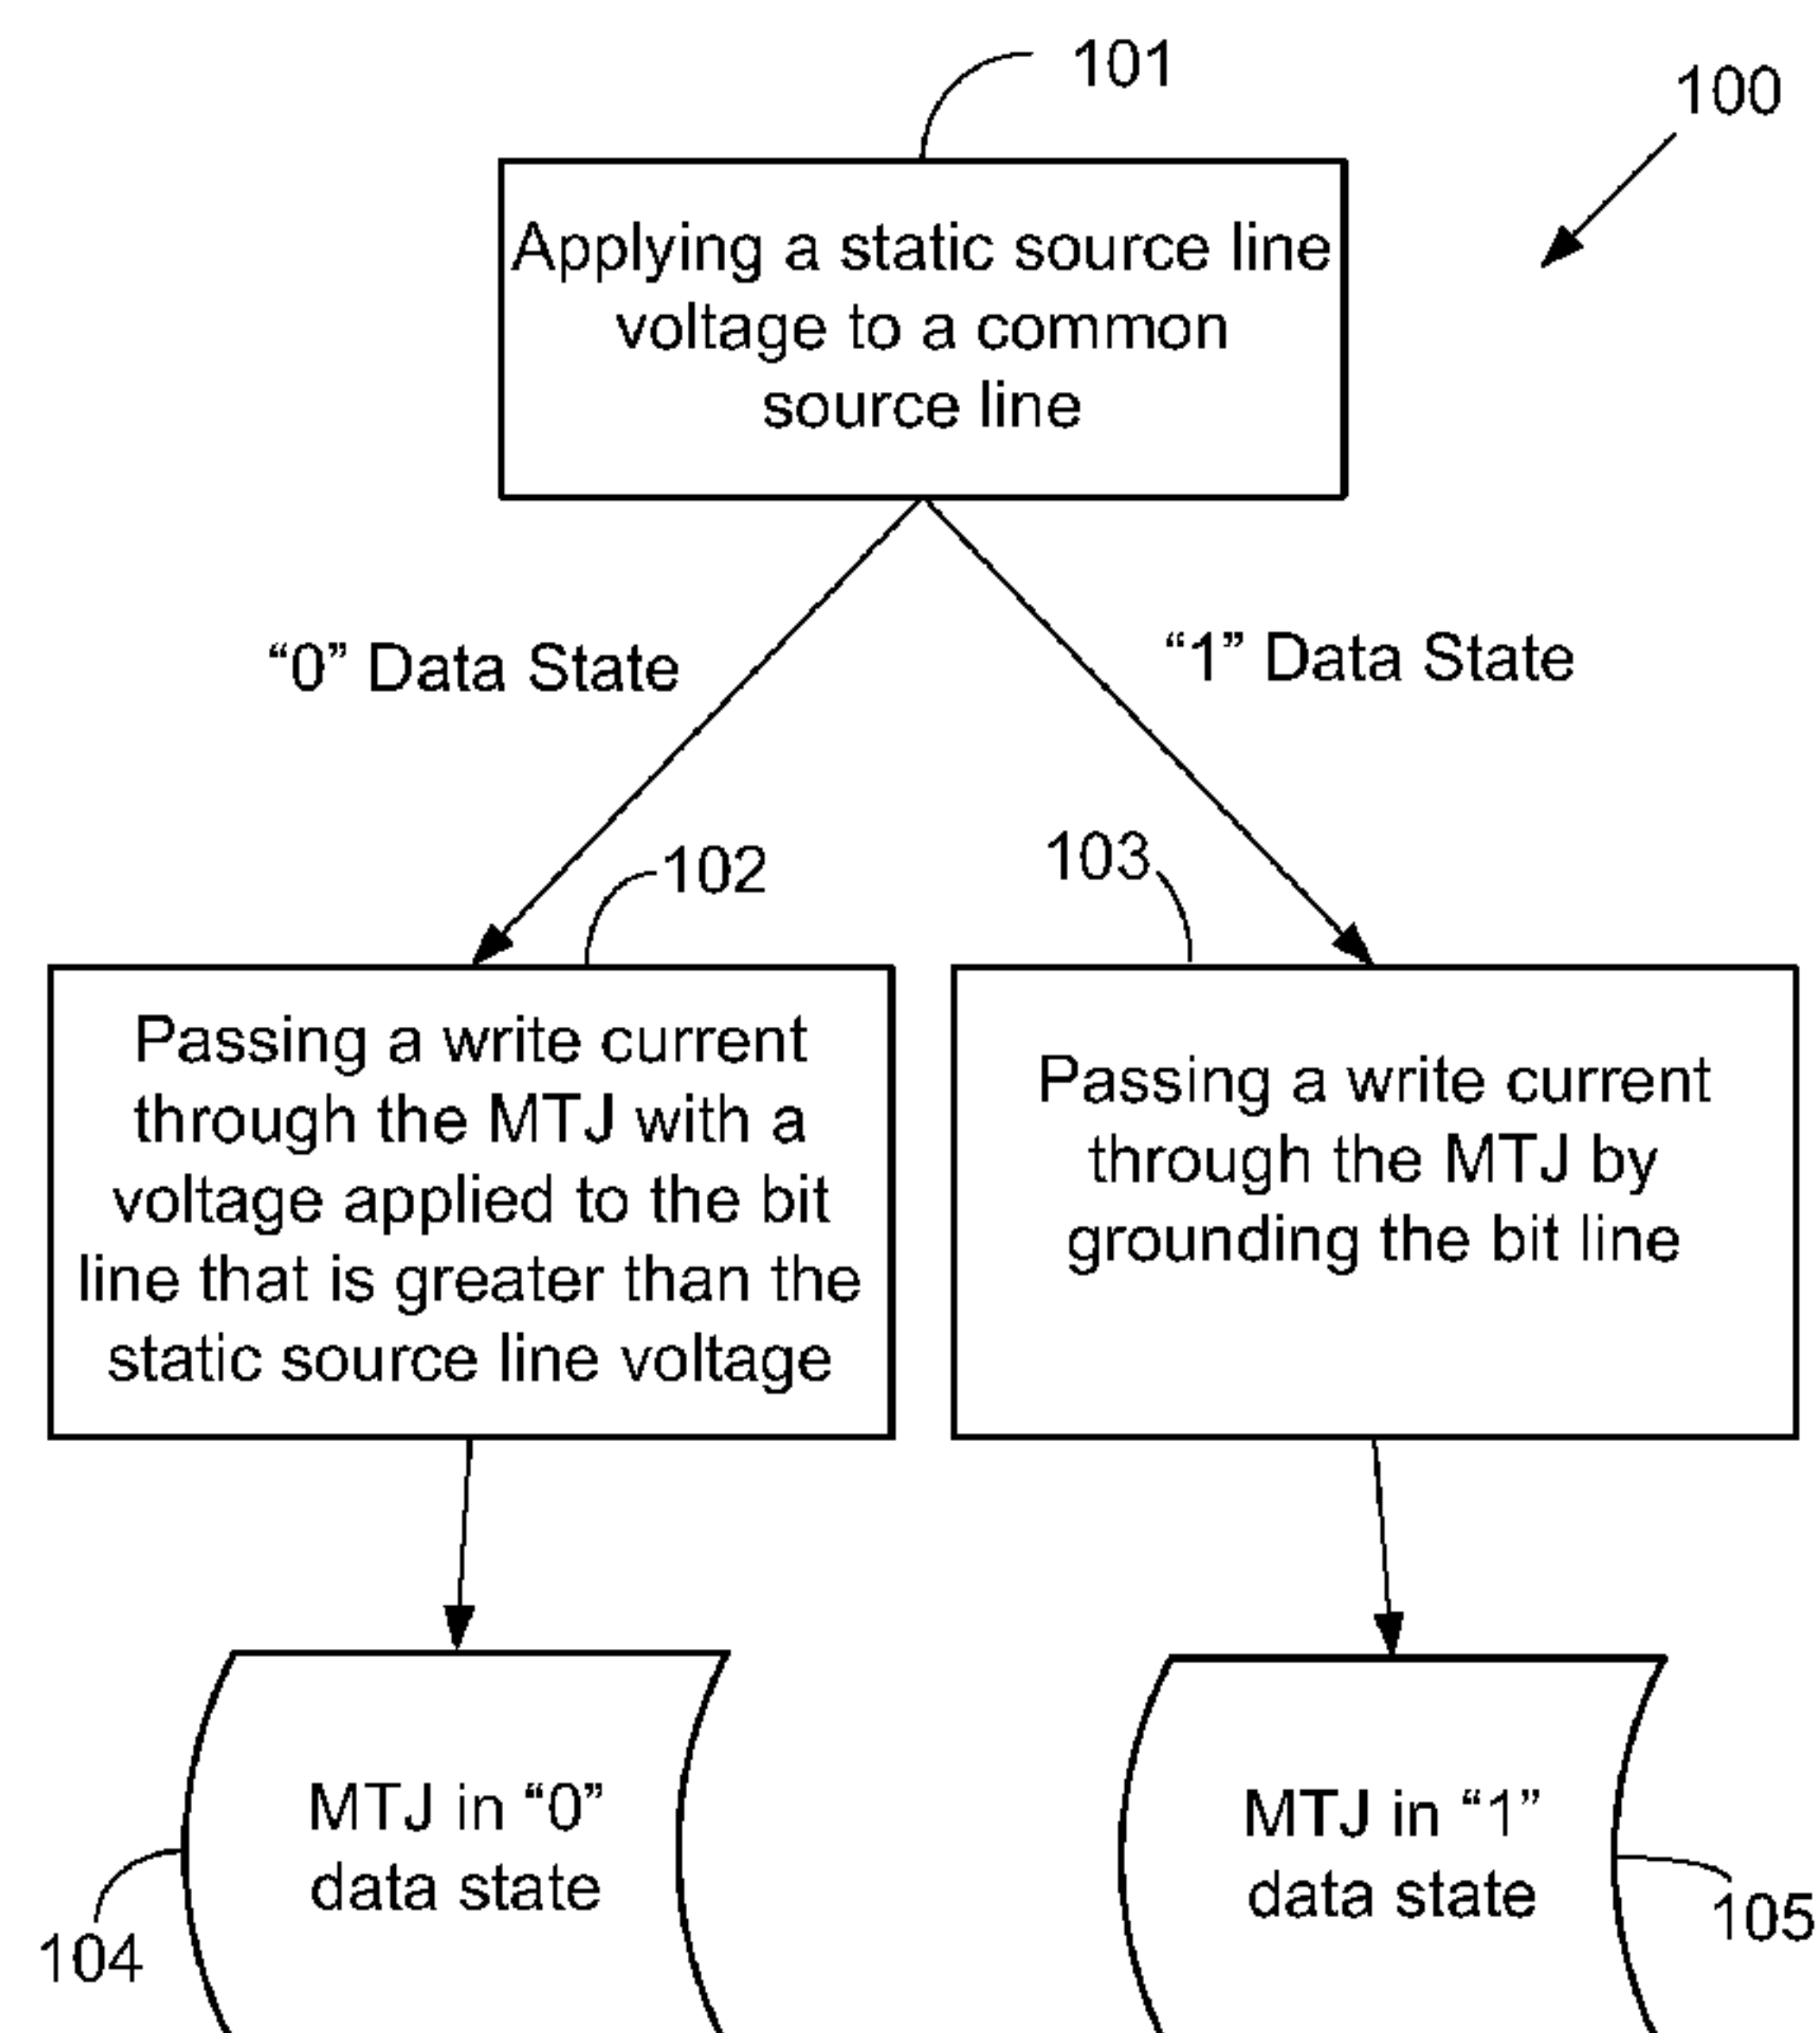 101
100
Applying a static source line
voltage to a common
source line
“0” Data State
“1” Data State
102
103
Passing a write current
through the MTJ with a
voltage applied to the bit
line that is greater than the
static source line voltage
Passing a write current
through the MTJ by
grounding the bit line
MTJ in “0”
data state
104
MTJ in “1”
data state
105